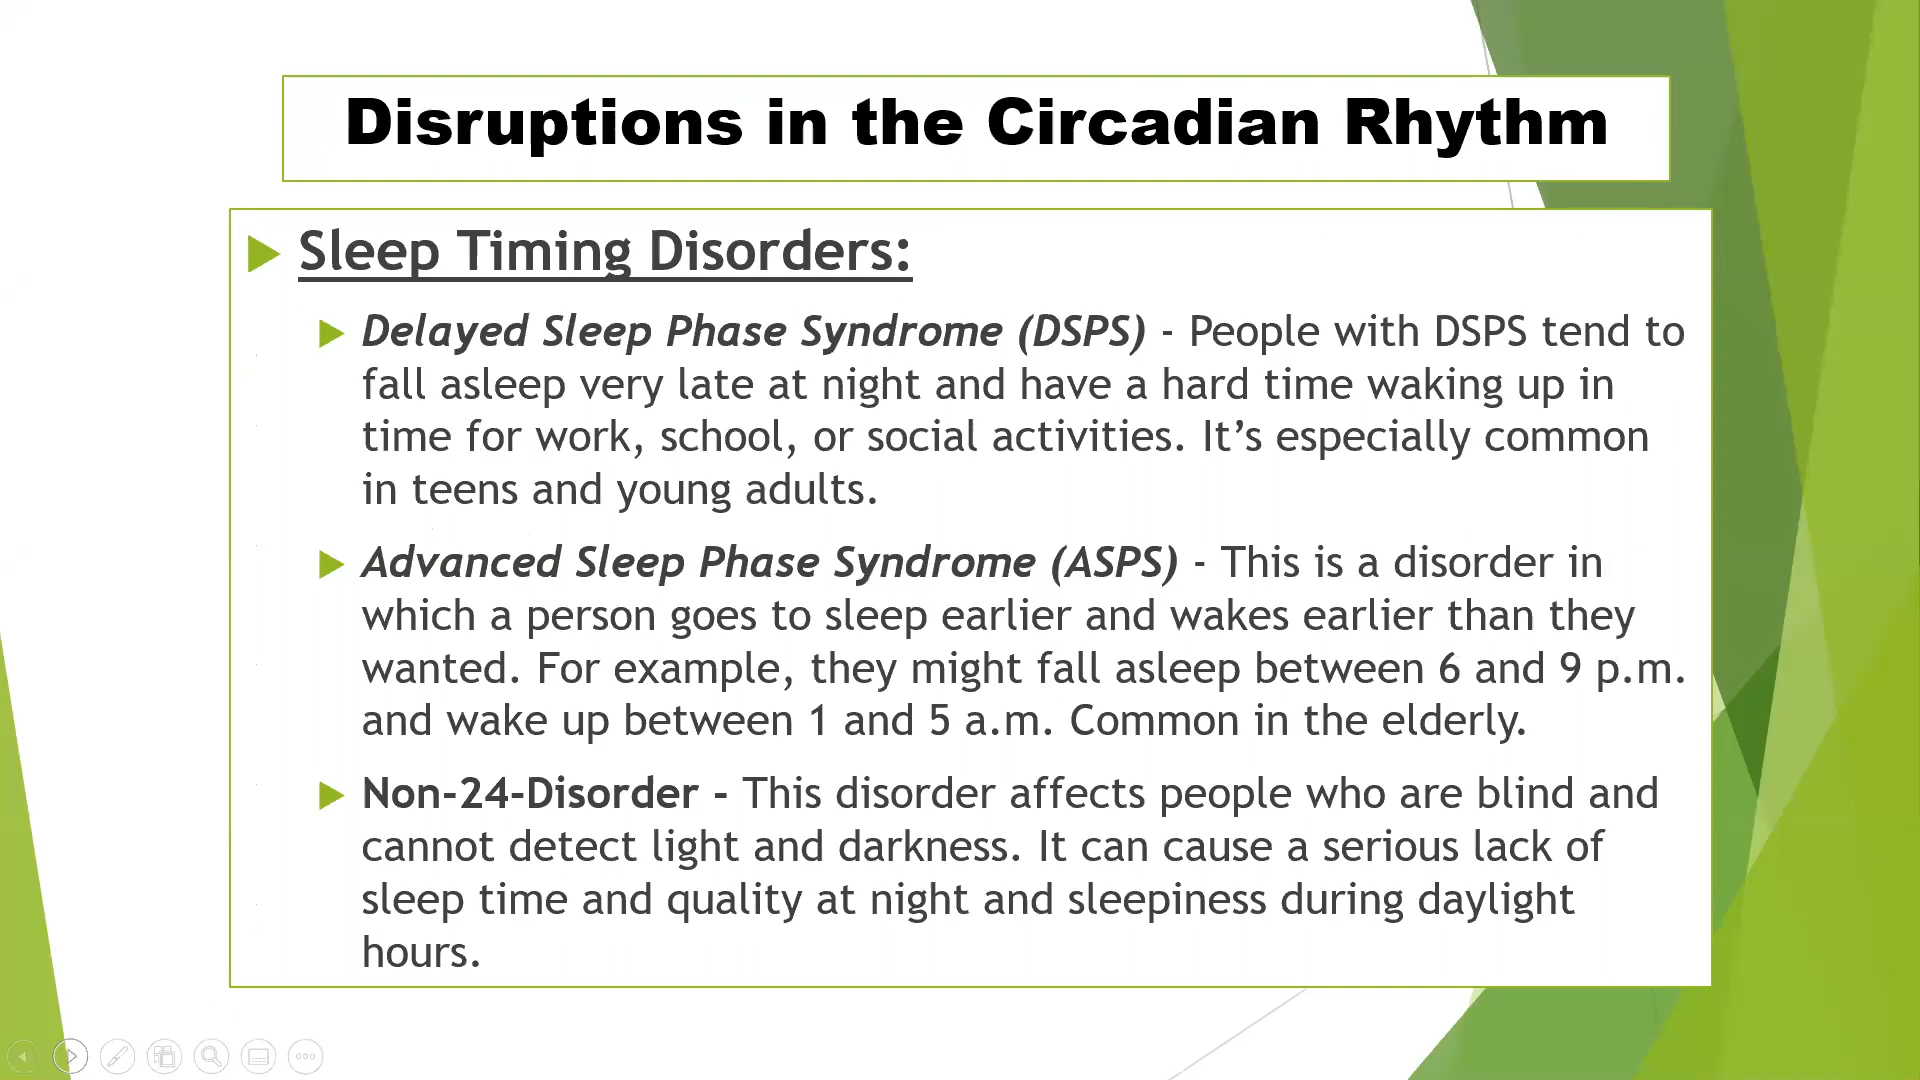 Disruptions in the Circadian Rhythm
Sleep Timing Disorders:
Delayed Sleep Phase Syndrome (DSPS) - People with DSPS tend to
fall asleep very late at night and have a hard time waking up in
time for work, school, or social activities. It’s especially common
in teens and young adults.
Advanced Sleep Phase Syndrome (ASPS) - This is a disorder in
which a person goes to sleep earlier and wakes earlier than they
wanted. For example, they might fall asleep between 6 and 9 p.m.
and wake up between 1 and 5 a.m. Common in the elderly.
Non-24-Disorder - This disorder affects people who are blind and
cannot detect light and darkness. It can cause a serious lack of
sleep time and quality at night and sleepiness during daylight
hours.